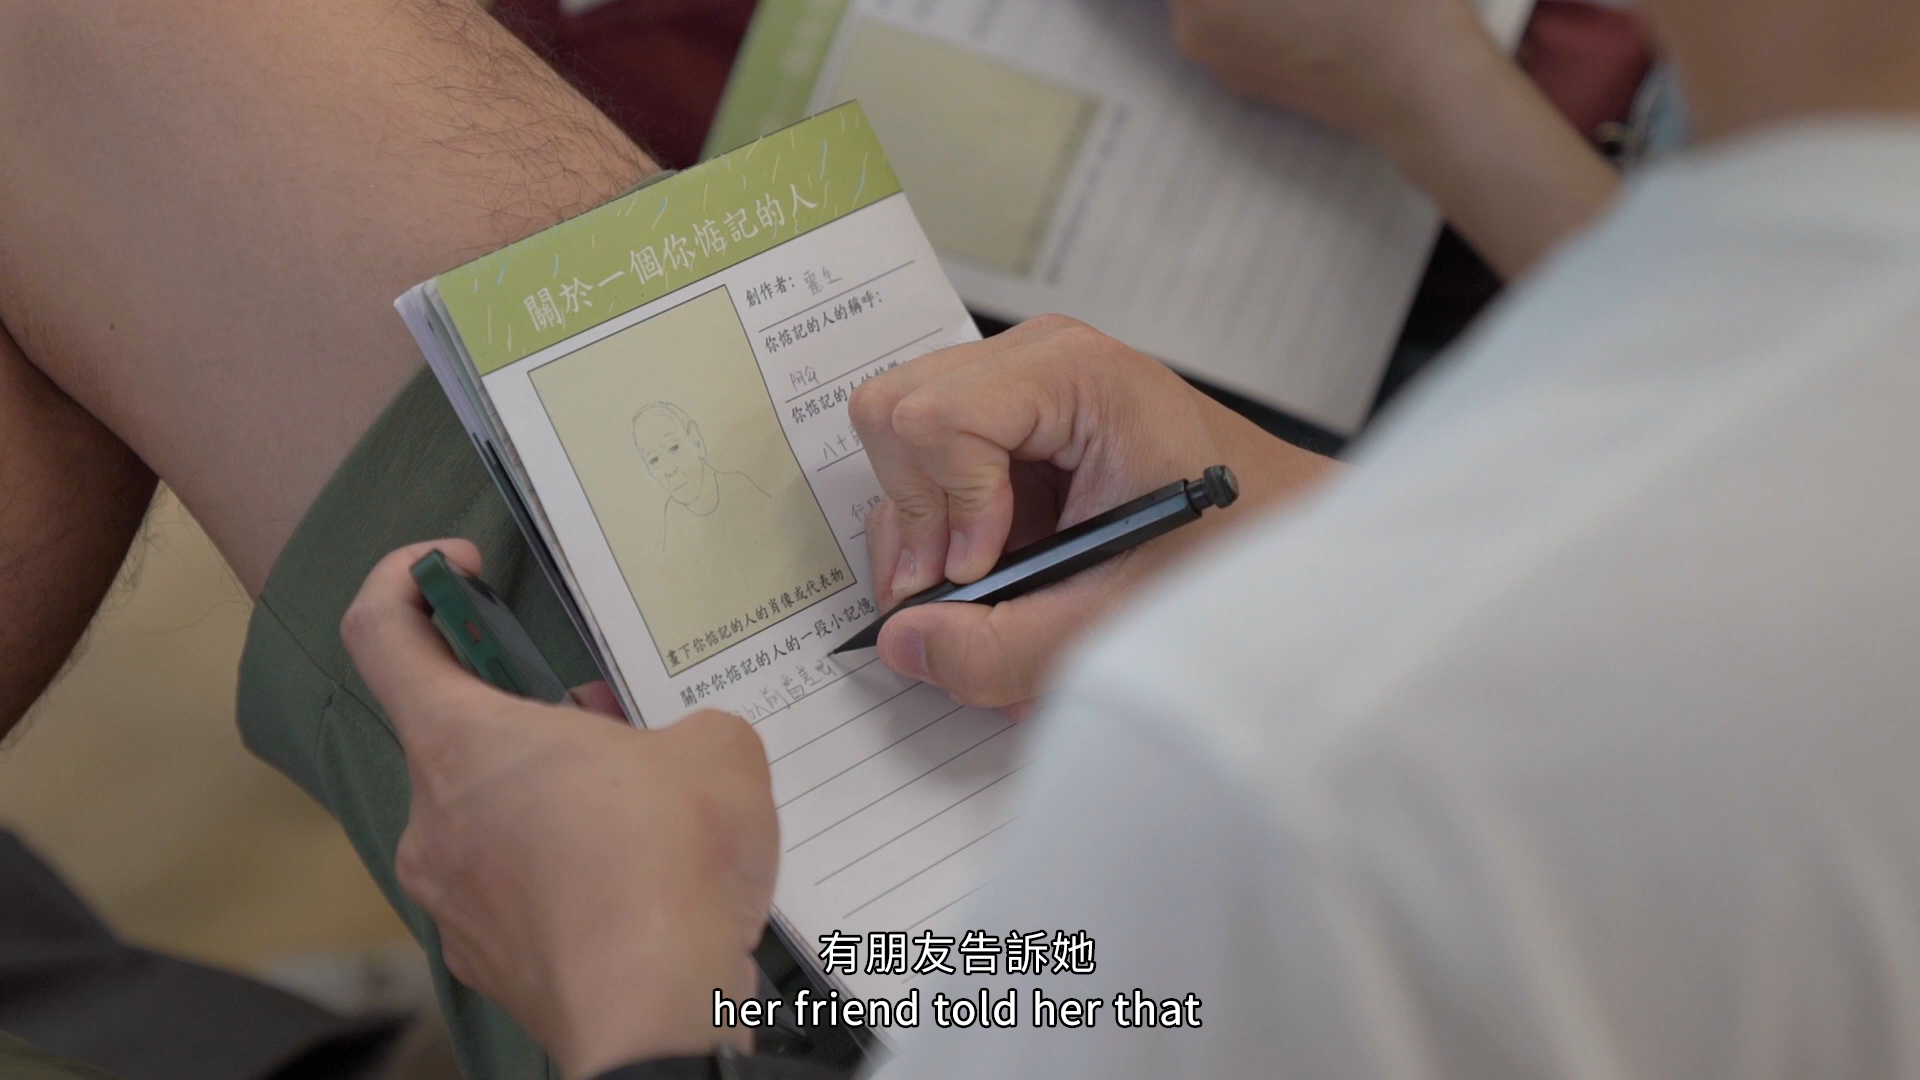 關於一個你惦記的人
創作者：
你惦記的人的稱呼：
阿公
你惦記的人的
八十
畫下你惦記的人的肖像或代表物
關於你惦記的人的一段小記憶
有朋友告訴她
her friend told her that